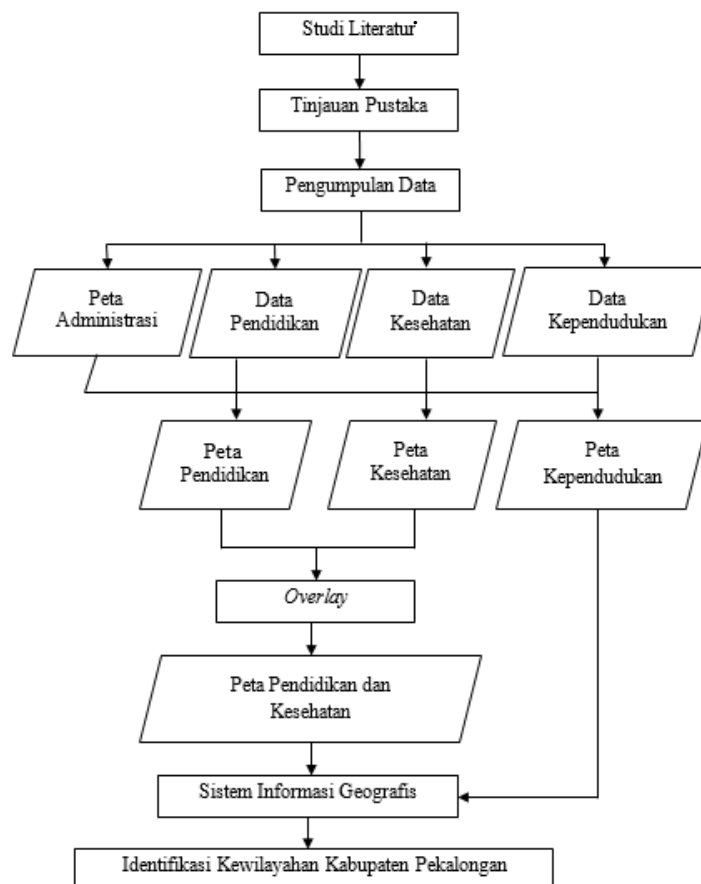 Studi Literatur
Tinjauan Pustaka
Pengumpulan Data
Peta
Administrasi
Data
Pendidikan
Data
Kesehatan
Data
Kependudukan
Peta
Pendidikan
Peta
Kesehatan
Peta
Kependudukan
Overlay
Peta Pendidikan dan
Kesehatan
Sistem Informasi Geografis
Identifikasi Kewilayahan Kabupaten Pekalongan